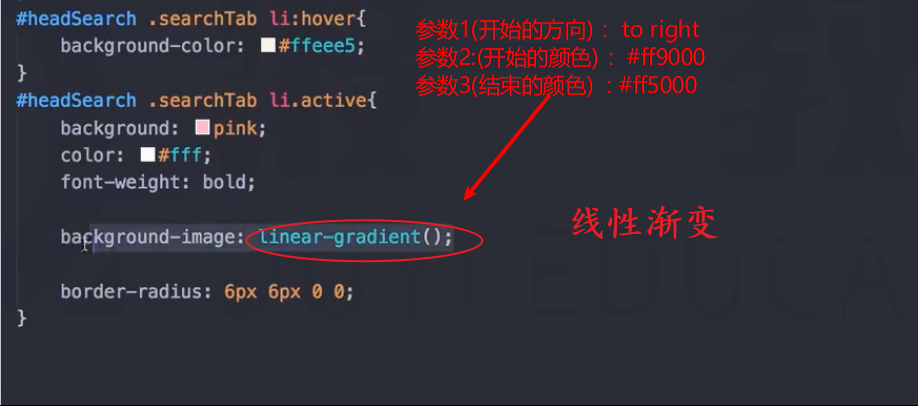 #headSearch .searchTab li:hover{
background-color: #ffeee5;
}
#headSearch .searchTab li.active{
background: pink;
color: #fff;
font-weight: bold;
background-image: linear-gradient();
border-radius: 6px 6px 0 0;
}
参数1(开始的方向) : to right
参数2:(开始的颜色) : #ff9000
参数3(结束的颜色) : #ff5000
线性渐变